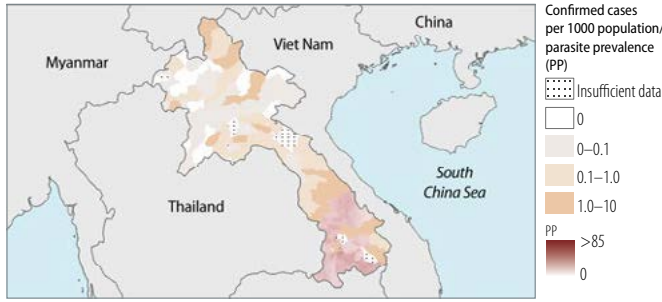 China
Viet Nam
Myanmar
Thailand
South
China Sea
Confirmed cases
per 1000 population/
parasite prevalence
(PP)
Insufficient data
0
0–0.1
0.1–1.0
1.0–10
PP
>85
0